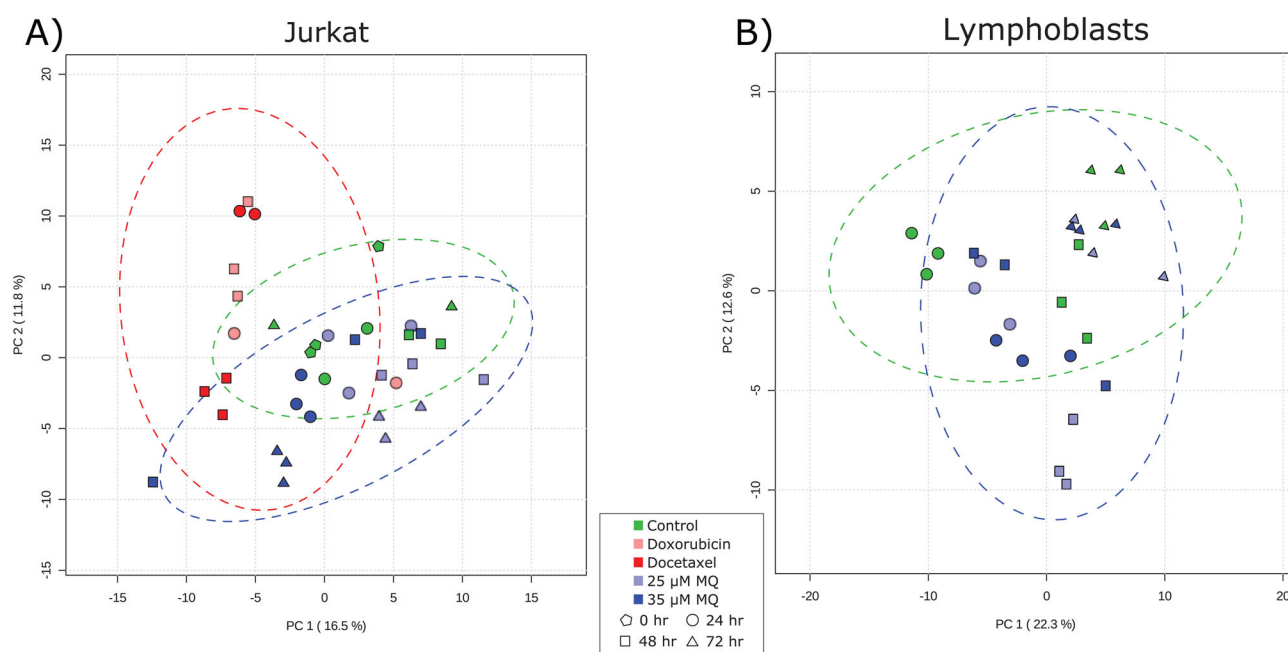 A)
Jurkat
20
15
10
5
0
-5
-10
-15
PC 2 ( 11.8 %)
-15
-10
-5
0
5
10
15
PC 1 ( 16.5 %)
Control
Doxorubicin
Docetaxel
25 µM MQ
35 µM MQ
0 hr 24 hr
48 hr 72 hr
B)
Lymphoblasts
10
5
0
-5
-10
PC 2 ( 12.6 %)
-20
-10
0
10
20
PC 1 ( 22.3 %)